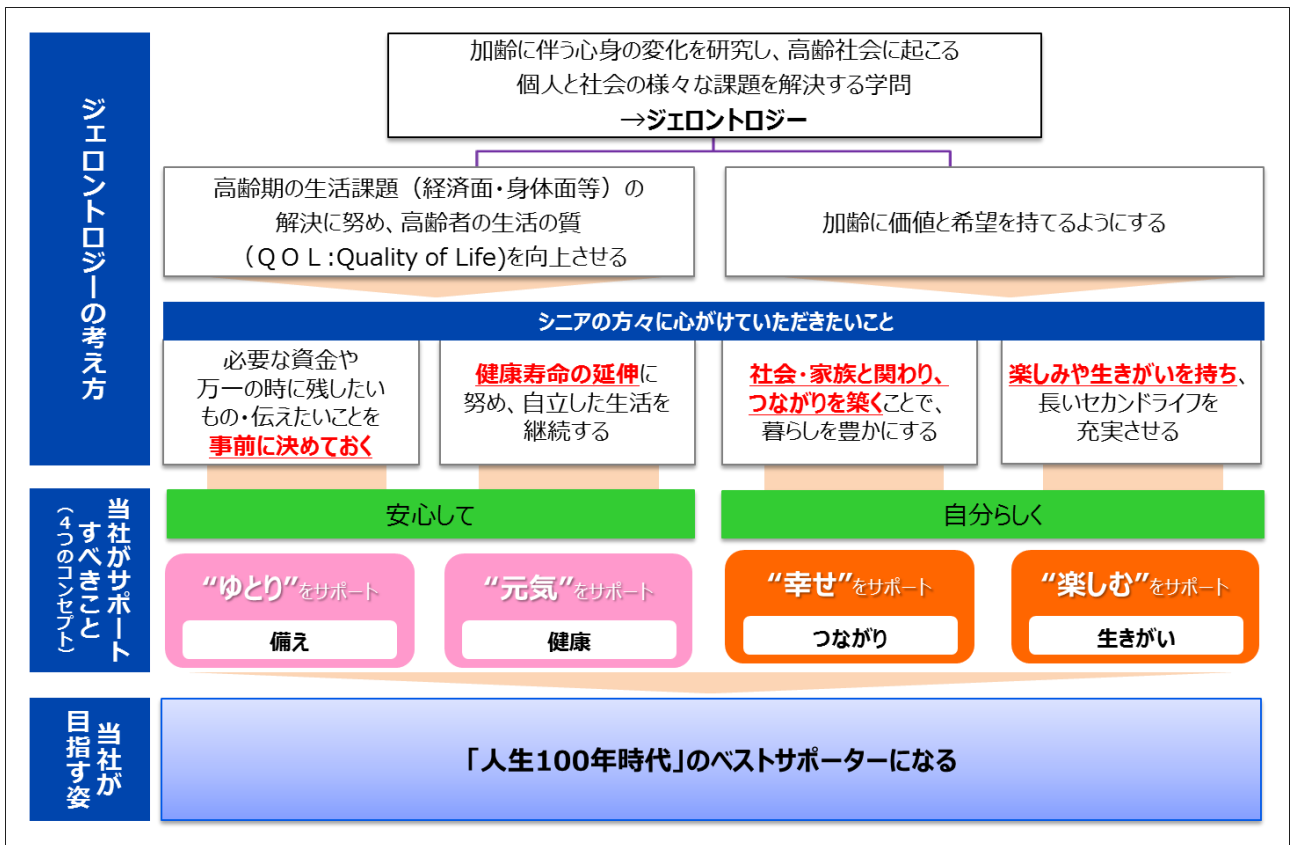 ジェロントロジーの考え方
加齢に伴う心身の変化を研究し、高齢社会に起こる
個人と社会の様々な課題を解決する学問
→ジェロントロジー
高齢期の生活課題（経済面・身体面等）の
解決に努め、高齢者の生活の質
（ＱＯＬ:Quality of Life)を向上させる
加齢に価値と希望を持てるようにする
シニアの方々に心がけていただきたいこと
必要な資金や
万一の時に残したい
もの・伝えたいことを
事前に決めておく
健康寿命の延伸に
努め、自立した生活を
継続する
社会・家族と関わり、
つながりを築くことで、
暮らしを豊かにする
楽しみや生きがいを持ち、
長いセカンドライフを
充実させる
当社がサポート
すべきこと
（４つのコンセプト）
安心して
自分らしく
“ゆとり”をサポート
備え
“元気”をサポート
健康
“幸せ”をサポート
つながり
“楽しむ”をサポート
生きがい
当社が
目指す姿
「人生100年時代」のベストサポーターになる